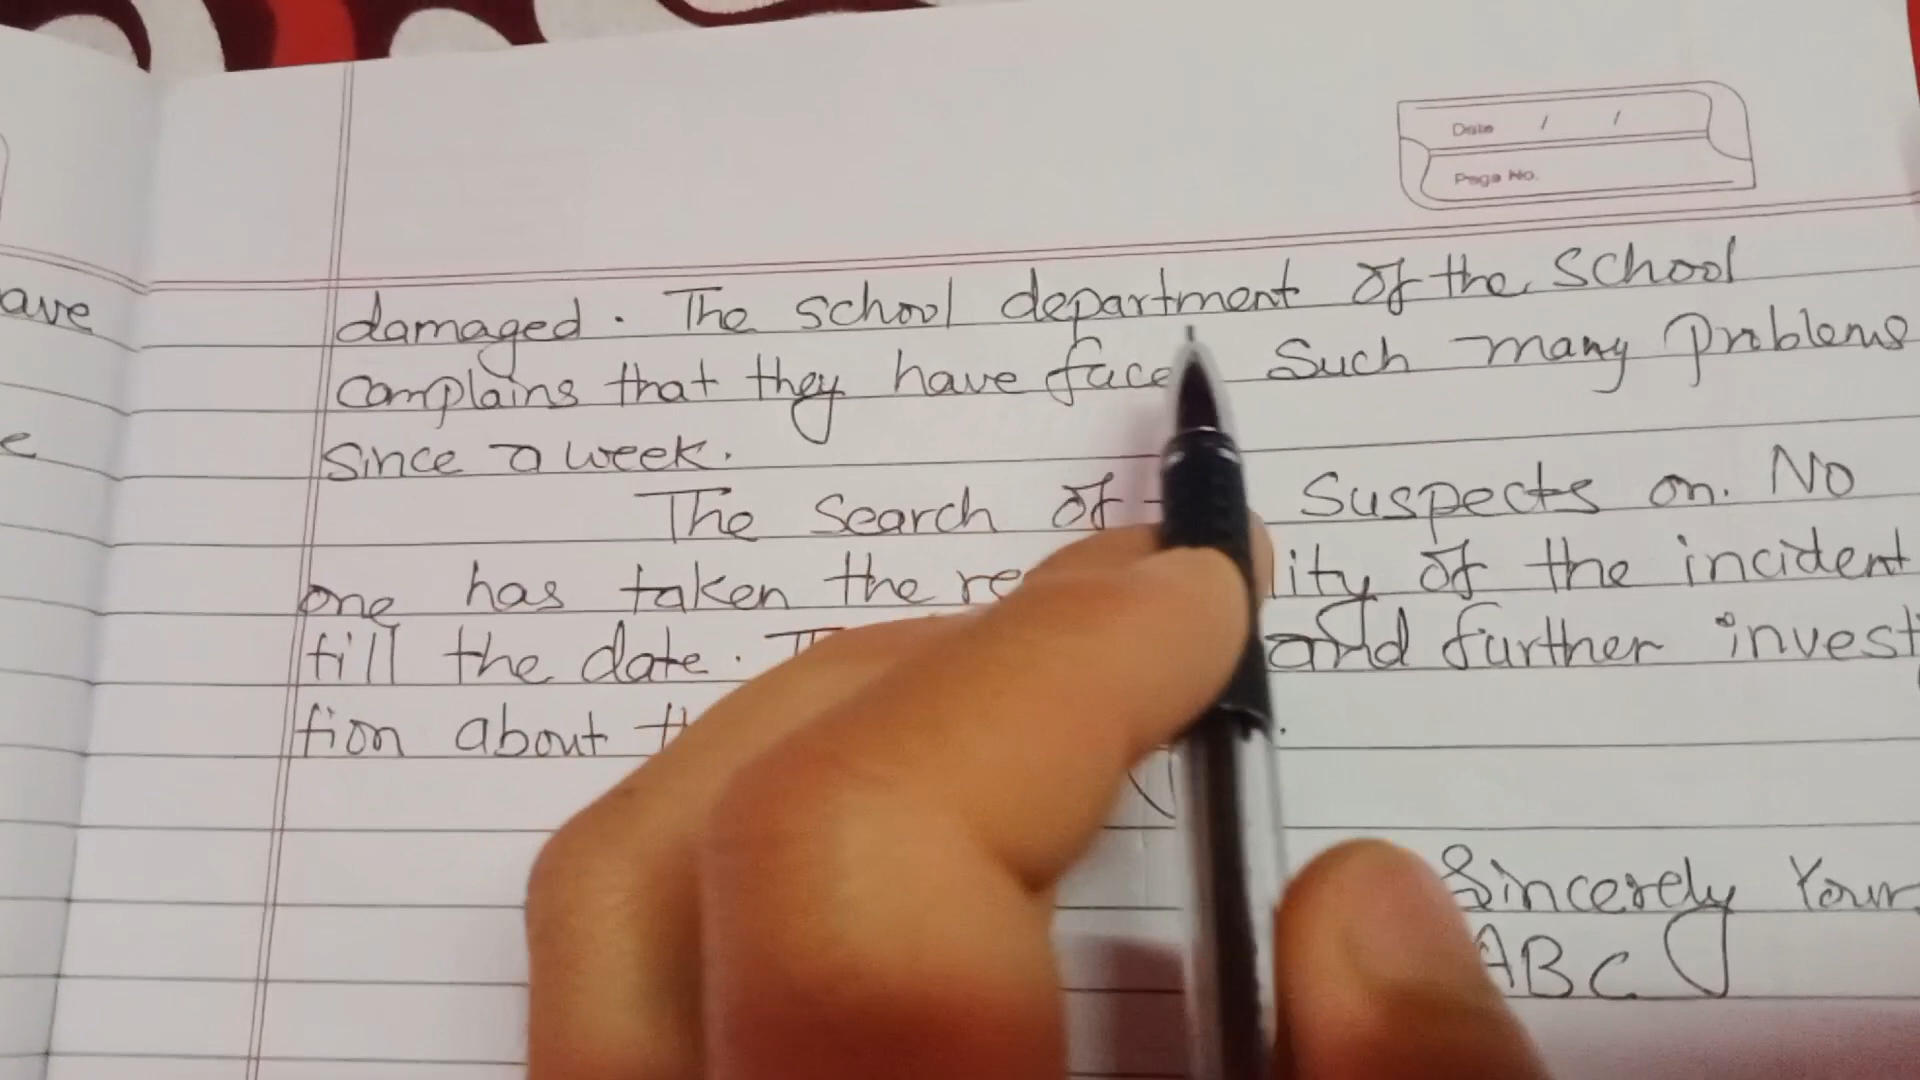 Date / /
Page No.
ave
damaged. The school department of the School
complains that they have face Such many Problems
Since a week.
e
The Search of Suspects on. No
one has taken the re lity of the incident
till the date. and further invest
tion about
Sincerely Your
ABC